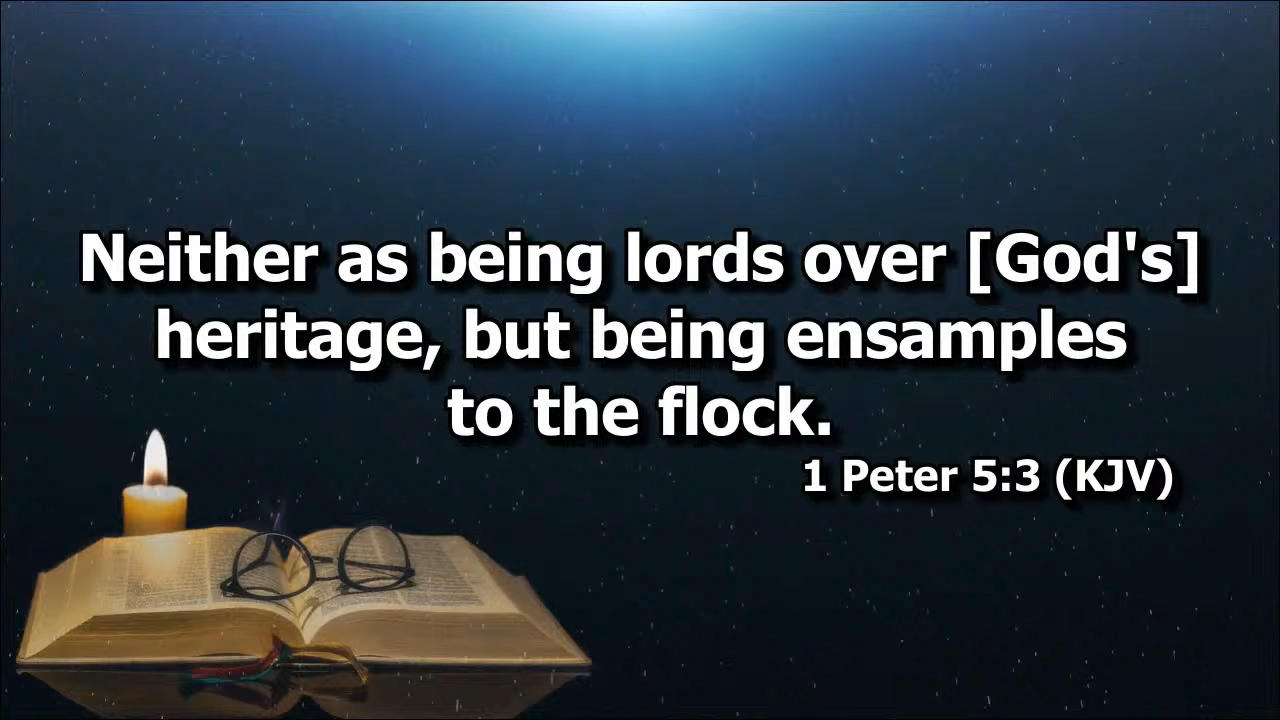 Neither as being lords over [God's]
heritage, but being ensamples
to the flock.
1 Peter 5:3 (KJV)